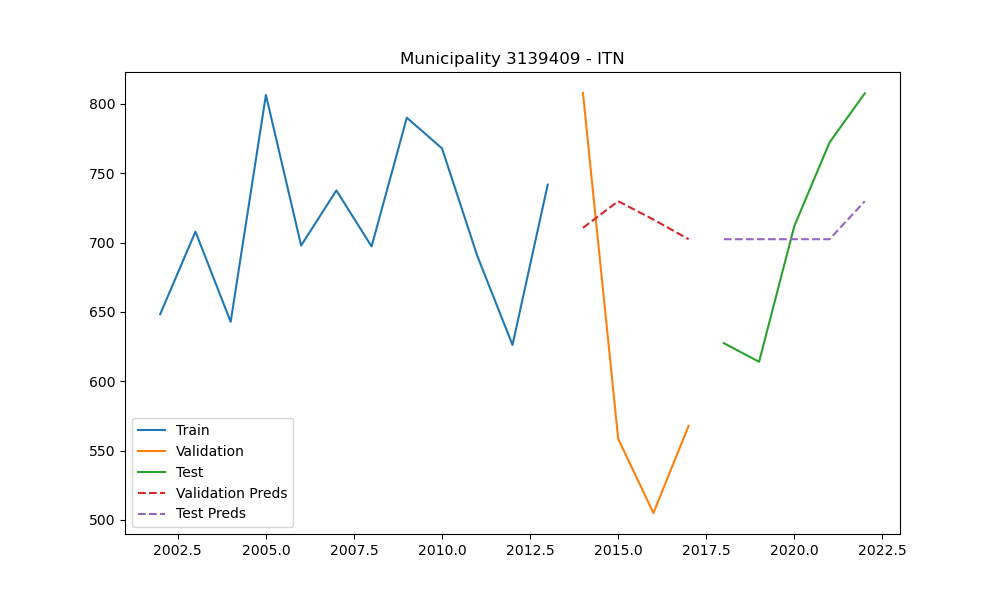 Municipality 3139409 - ITN
800
750
700
650
600
550
500
Train
Validation
Test
Validation Preds
Test Preds
2002.5 2005.0 2007.5 2010.0 2012.5 2015.0 2017.5 2020.0 2022.5